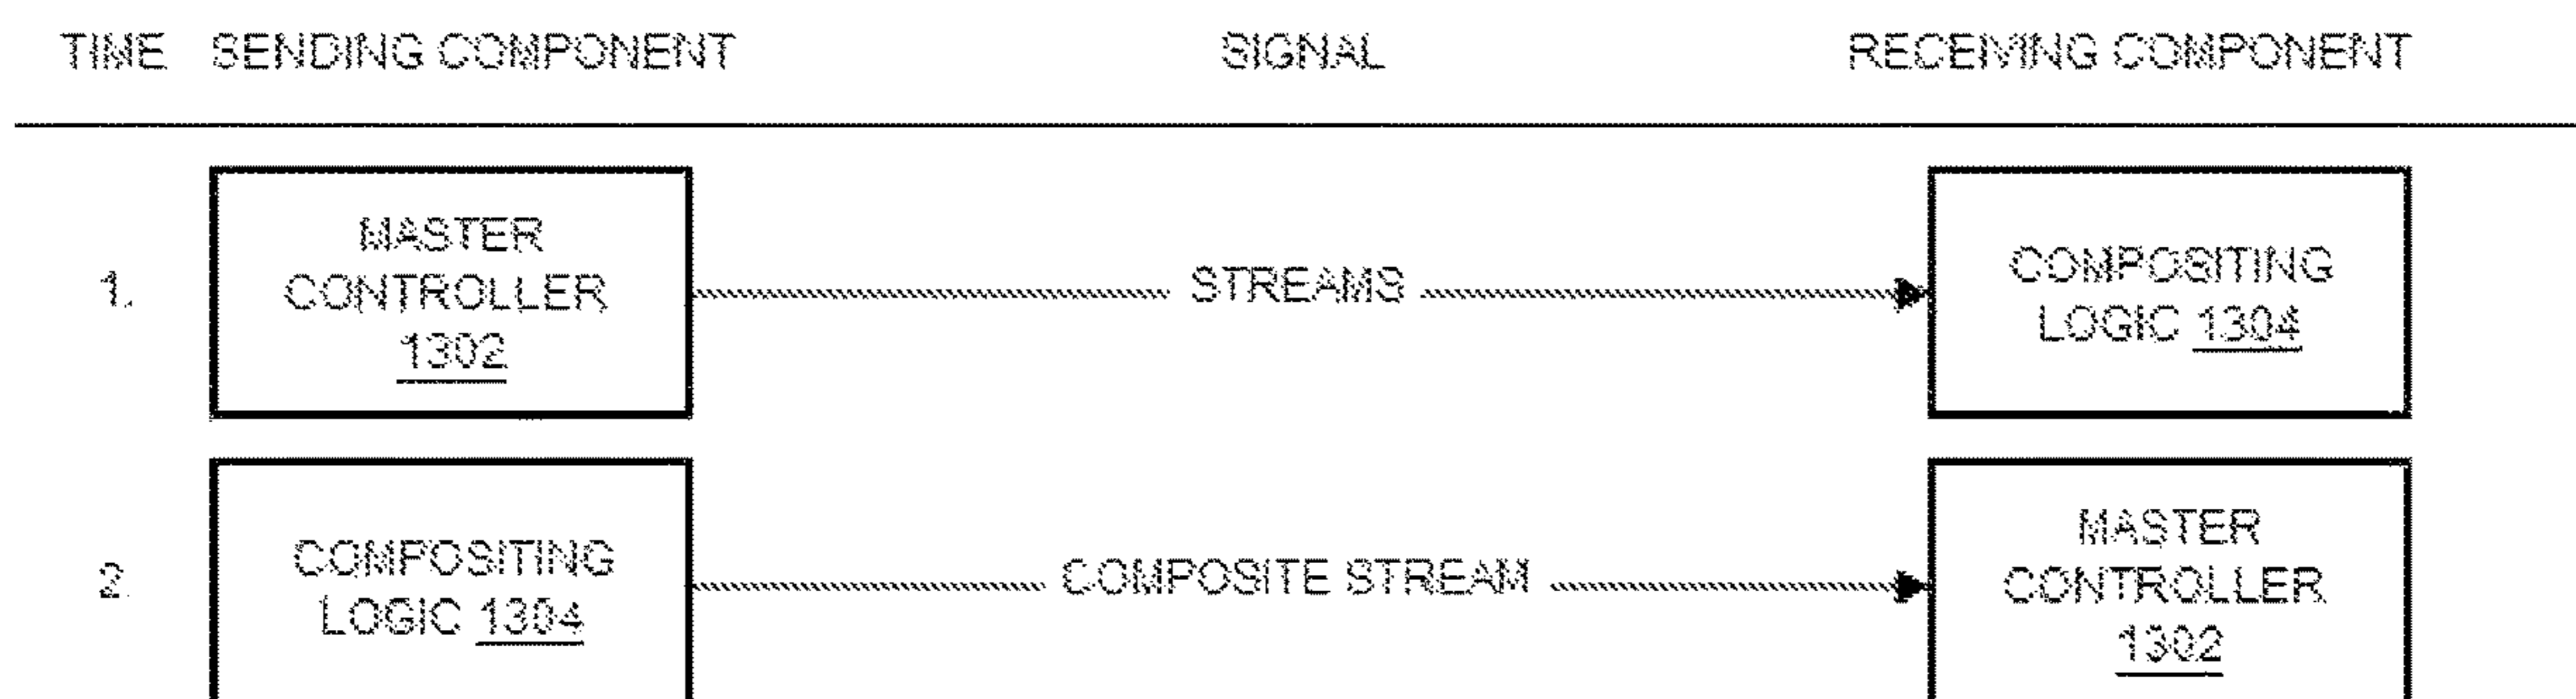 TIME SENDING COMPONENT SIGNAL RECEIVING COMPONENT
1.
MASTER
CONTROLLER
1302
STREAMS
COMPOSITING
LOGIC 1304
2.
COMPOSITING
LOGIC 1304
COMPOSITE STREAM
MASTER
CONTROLLER
1302